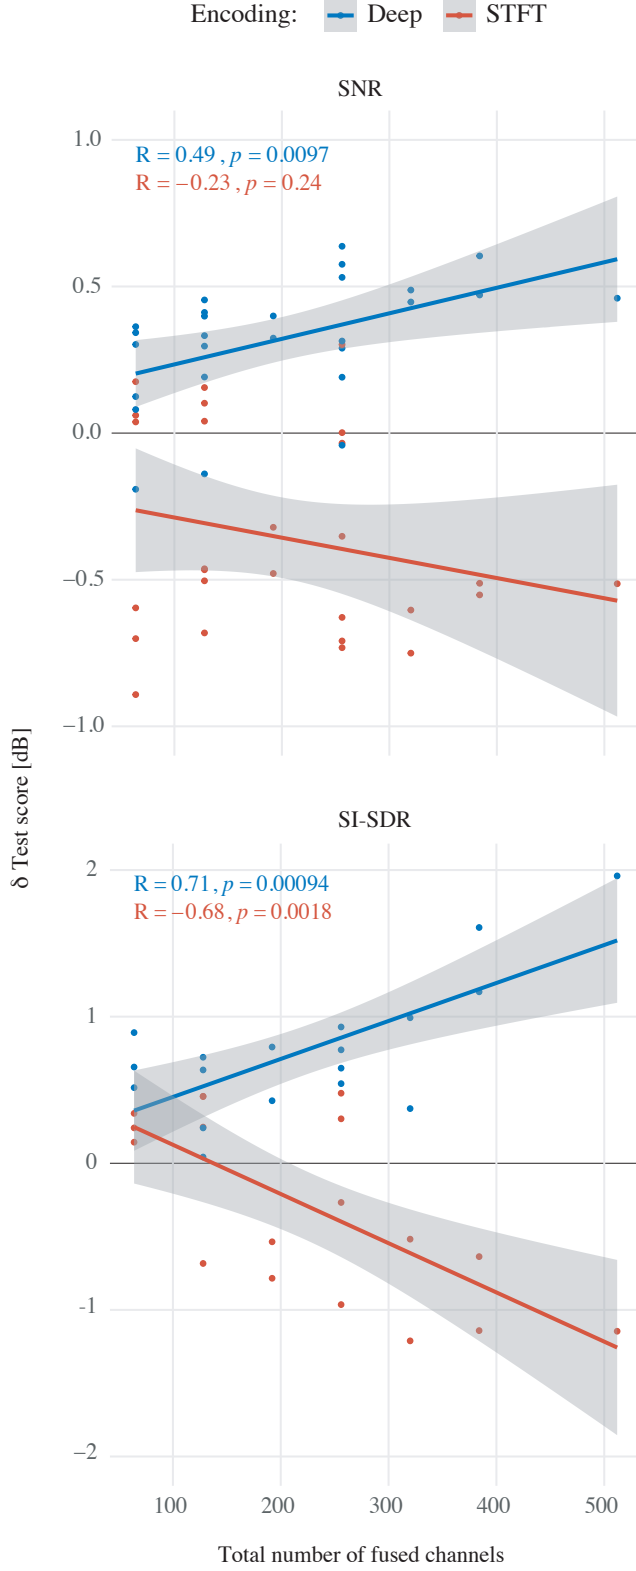 Encoding: Deep STFT
SNR
1.0
R = 0.49 , p = 0.0097
R = −0.23 , p = 0.24
0.5
0.0
−0.5
−1.0
δ Test score [dB]
SI-SDR
2
R = 0.71 , p = 0.00094
R = −0.68 , p = 0.0018
1
0
-1
−2
100 200 300 400 500
Total number of fused channels